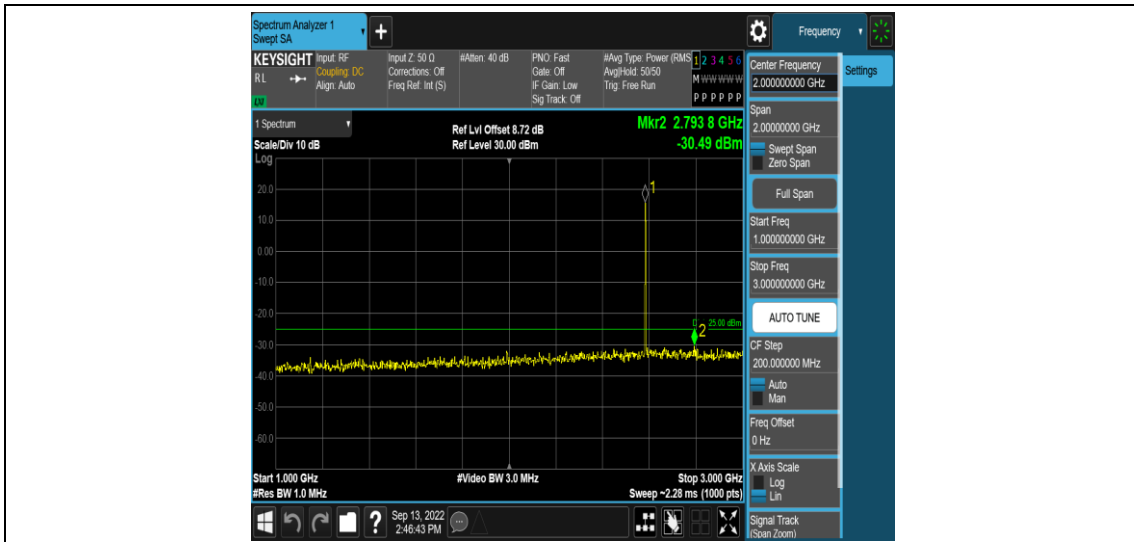 Spectrum Analyzer 1
Swept SA
+
Frequency
KEYSIGHT
RL
LM
Input: RF
Coupling: DC
Align: Auto
Input Z: 50 Ω
Corrections: Off
Freq Ref: Int (S)
#Atten: 40 dB
PNO: Fast
Gate: Off
IF Gain: Low
Sig Track: Off
#Avg Type: Power (RMS
Avg|Hold: 50/50
Trig: Free Run
1 2 3 4 5 6
M W W W W W
P P P P P P
Center Frequency
2.000000000 GHz
Settings
Span
2.00000000 GHz
Swept Span
Zero Span
Full Span
Start Freq
1.000000000 GHz
Stop Freq
3.000000000 GHz
AUTO TUNE
CF Step
200.000000 MHz
Auto
Man
Freq Offset
0 Hz
X Axis Scale
Log
Lin
Signal Track
(Span Zoom)
1 Spectrum
Scale/Div 10 dB
Ref Lvl Offset 8.72 dB
Ref Level 30.00 dBm
Mkr2 2.793 8 GHz
-30.49 dBm
Log
20.0
10.0
0.00
-10.0
-20.0
-30.0
-40.0
-50.0
-60.0
1
2
25.00 dBm
Start 1.000 GHz
#Res BW 1.0 MHz
#Video BW 3.0 MHz
Stop 3.000 GHz
Sweep ~2.28 ms (1000 pts)
?
Sep 13, 2022
2:46:43 PM